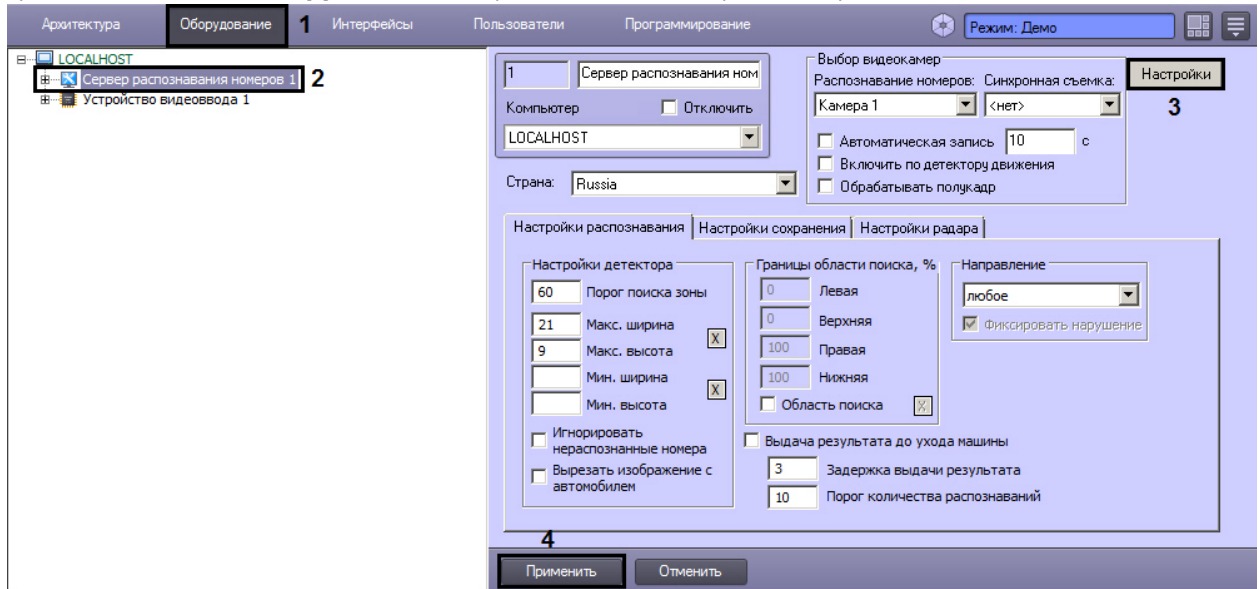 Архитектура Оборудование 1 Интерфейсы Пользователи Программирование Режим: Демо
LOCALHOST
Сервер распознавания номеров 1 2
Устройство видеоввода 1
1 Сервер распознавания ном
Компьютер Отключить
LOCALHOST
Страна: Russia
Выбор видеокамер
Распознавание номеров: Синхронная съемка:
Камера 1 <нет>
Автоматическая запись 10 с
Включить по детектору движения
Обрабатывать полукадр
Настройки
3
Настройки распознавания Настройки сохранения Настройки радара
Настройки детектора
60 Порог поиска зоны
21 Макс. ширина
9 Макс. высота
X
Мин. ширина
Мин. высота
X
Игнорировать
нераспознанные номера
Вырезать изображение с
автомобилем
Границы области поиска, %
0 Левая
0 Верхняя
100 Правая
100 Нижняя
Область поиска X
Направление
любое
Фиксировать нарушение
Выдача результата до ухода машины
3 Задержка выдачи результата
10 Порог количества распознаваний
4
Применить Отменить